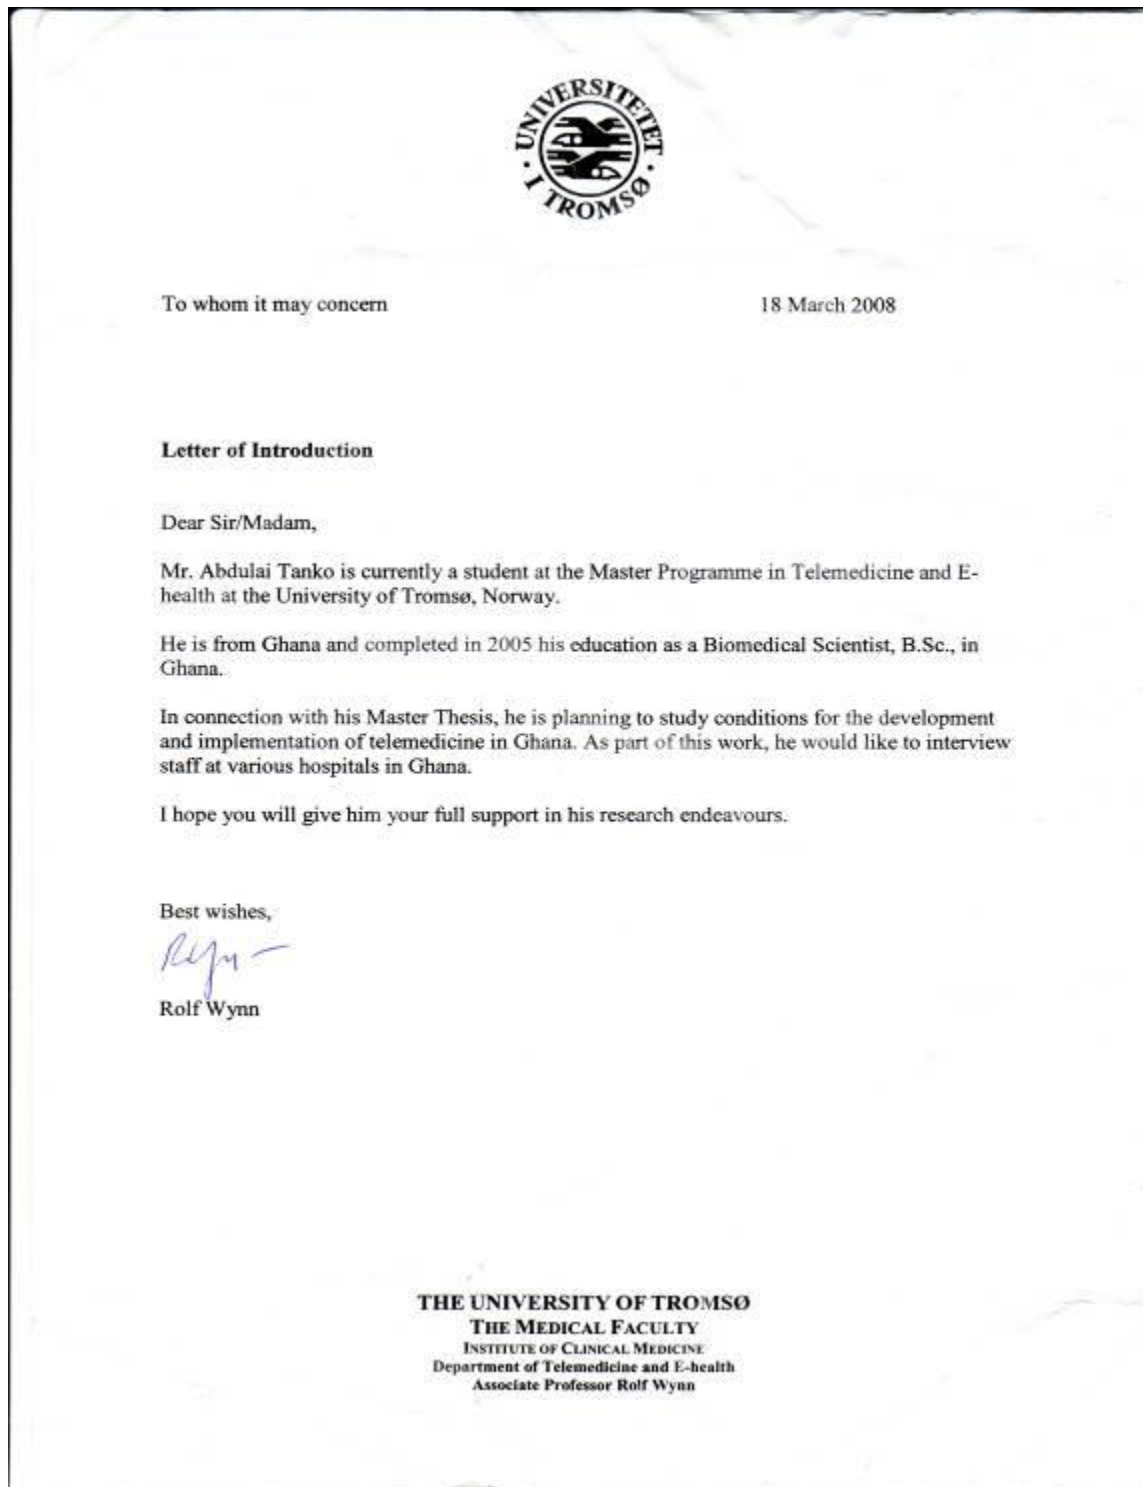 UNIVERSITETET
I TROMSØ
To whom it may concern 18 March 2008
Letter of Introduction
Dear Sir/Madam,
Mr. Abdulai Tanko is currently a student at the Master Programme in Telemedicine and E-
health at the University of Tromsø, Norway.
He is from Ghana and completed in 2005 his education as a Biomedical Scientist, B.Sc., in
Ghana.
In connection with his Master Thesis, he is planning to study conditions for the development
and implementation of telemedicine in Ghana. As part of this work, he would like to interview
staff at various hospitals in Ghana.
I hope you will give him your full support in his research endeavours.
Best wishes,
Rolf Wynn
THE UNIVERSITY OF TROMSØ
THE MEDICAL FACULTY
INSTITUTE OF CLINICAL MEDICINE
Department of Telemedicine and E-health
Associate Professor Rolf Wynn